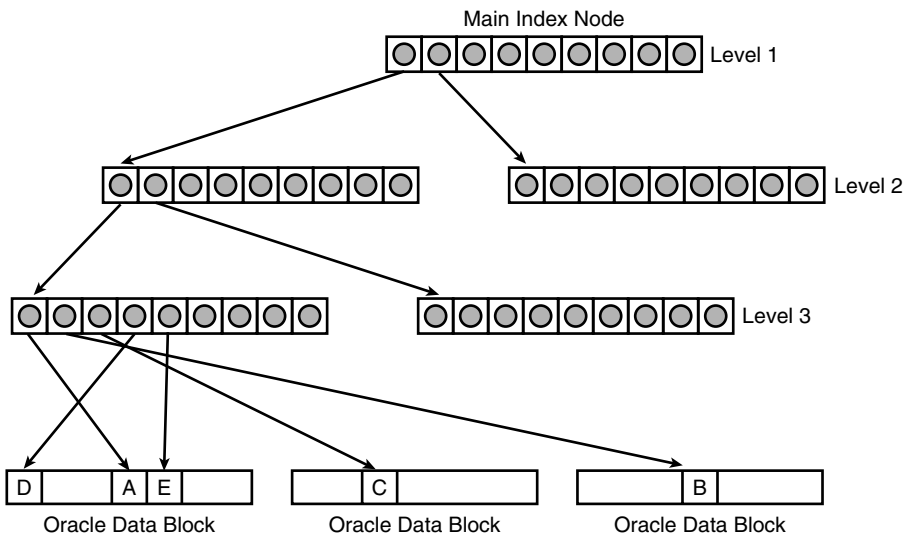 Main Index Node
Level 1
Level 2
Level 3
D A E C B
Oracle Data Block Oracle Data Block Oracle Data Block